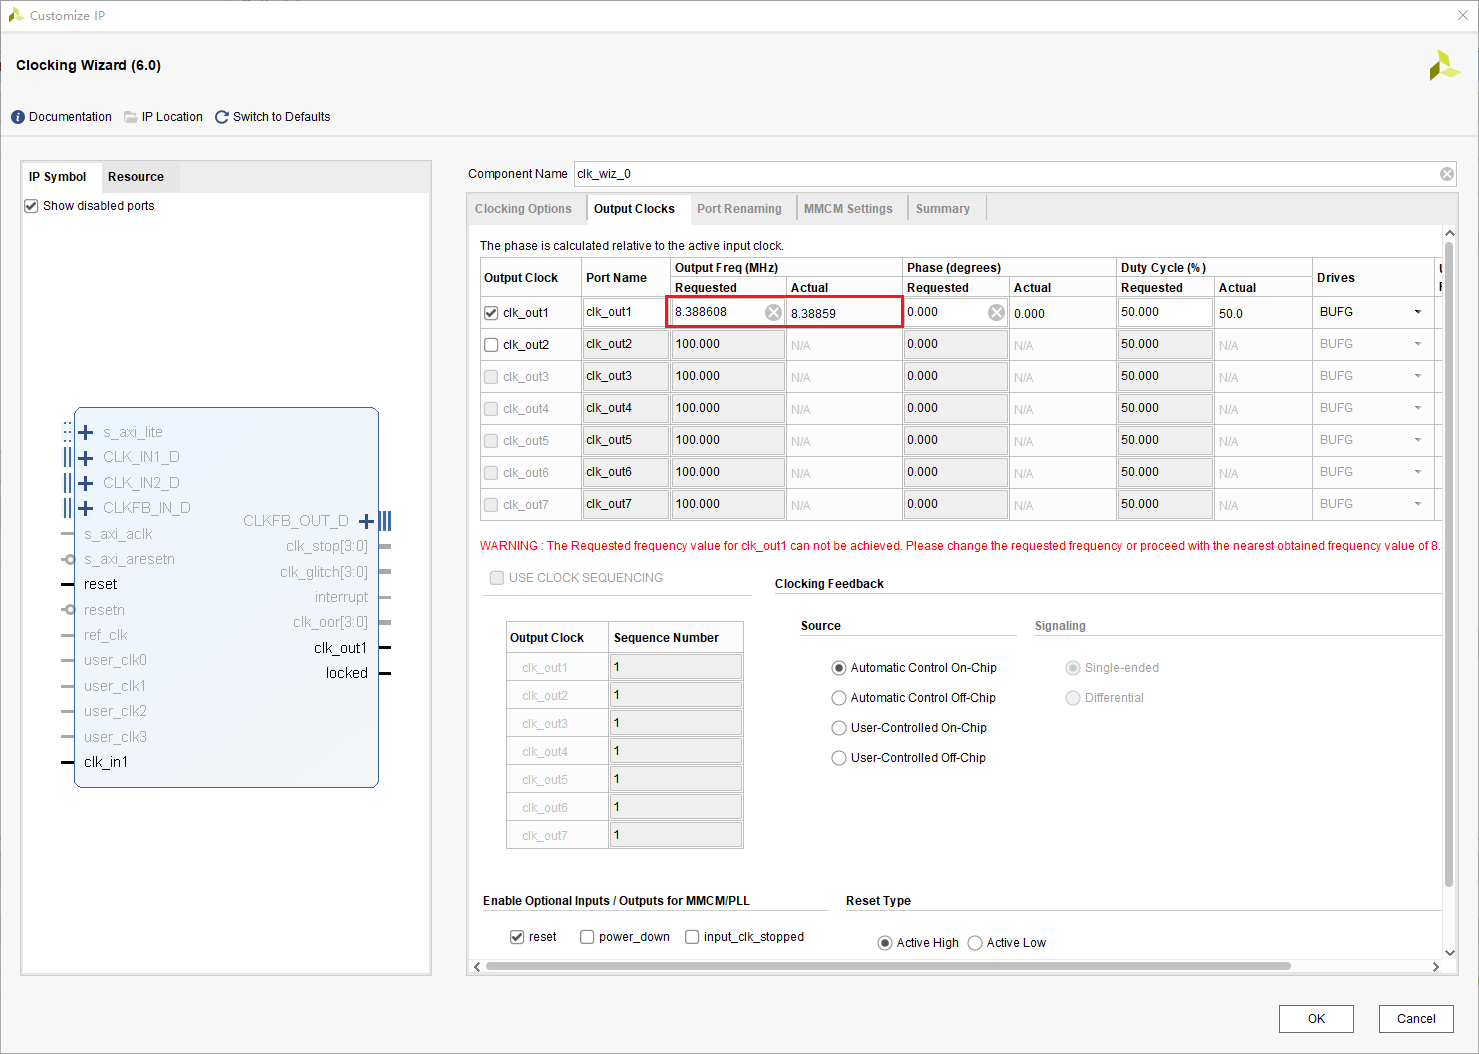 Customize IP
Clocking Wizard (6.0)
Documentation IP Location Switch to Defaults
IP Symbol Resource
Show disabled ports
s_axi_lite
CLK_IN1_D
CLK_IN2_D
CLKFB_IN_D
s_axi_aclk
s_axi_aresetn
reset
resetn
ref_clk
user_clk0
user_clk1
user_clk2
user_clk3
clk_in1
CLKFB_OUT_D
clk_stop[3:0]
clk_glitch[3:0]
interrupt
clk_oor[3:0]
clk_out1
locked
Component Name clk_wiz_0
Clocking Options Output Clocks Port Renaming MMCM Settings Summary
The phase is calculated relative to the active input clock.
Output Clock Port Name Output Freq (MHz) Phase (degrees) Duty Cycle (%) Drives
Requested Actual Requested Actual Requested Actual
clk_out1 clk_out1 8.388608 8.38859 0.000 0.000 50.000 50.0 BUFG
clk_out2 clk_out2 100.000 N/A 0.000 N/A 50.000 N/A BUFG
clk_out3 clk_out3 100.000 N/A 0.000 N/A 50.000 N/A BUFG
clk_out4 clk_out4 100.000 N/A 0.000 N/A 50.000 N/A BUFG
clk_out5 clk_out5 100.000 N/A 0.000 N/A 50.000 N/A BUFG
clk_out6 clk_out6 100.000 N/A 0.000 N/A 50.000 N/A BUFG
clk_out7 clk_out7 100.000 N/A 0.000 N/A 50.000 N/A BUFG
WARNING : The Requested frequency value for clk_out1 can not be achieved. Please change the requested frequency or proceed with the nearest obtained frequency value of 8.
USE CLOCK SEQUENCING
Output Clock Sequence Number
clk_out1 1
clk_out2 1
clk_out3 1
clk_out4 1
clk_out5 1
clk_out6 1
clk_out7 1
Clocking Feedback
Source Signaling
Automatic Control On-Chip Single-ended
Automatic Control Off-Chip Differential
User-Controlled On-Chip
User-Controlled Off-Chip
Enable Optional Inputs / Outputs for MMCM/PLL Reset Type
reset power_down input_clk_stopped Active High Active Low
OK Cancel